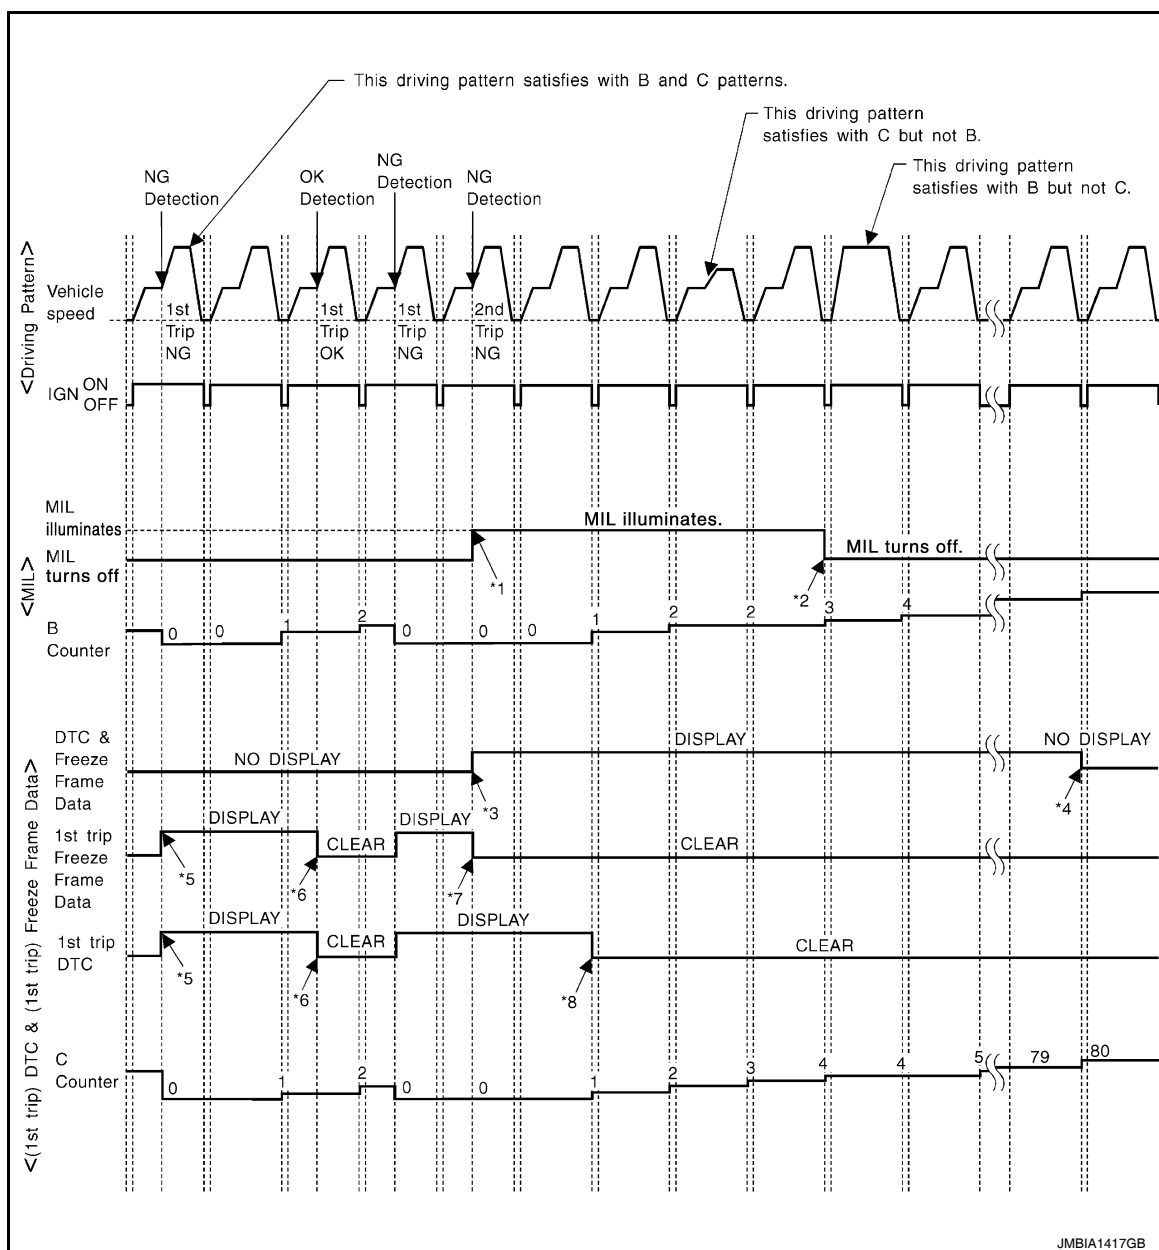 This driving pattern satisfies with B and C patterns.
This driving pattern
satisfies with C but not B.
This driving pattern
satisfies with B but not C.
NG
Detection
OK
Detection
NG
Detection
NG
Detection
<Driving Pattern>
Vehicle
speed
1st
Trip
NG
1st
Trip
OK
1st
Trip
NG
2nd
Trip
NG
IGN ON
OFF
<MIL>
MIL
illuminates
MIL illuminates.
MIL
turns off
MIL turns off.
*1
*2
B
Counter
0 0 1 2 0 0 0 1 2 2 3 4
<(1st trip) DTC & (1st trip) Freeze Frame Data>
DTC &
Freeze
Frame
Data
NO DISPLAY
DISPLAY
NO DISPLAY
*3
*4
1st trip
Freeze
Frame
Data
DISPLAY
CLEAR
DISPLAY
CLEAR
*5
*6
*7
1st trip
DTC
DISPLAY
CLEAR
DISPLAY
CLEAR
*5
*6
*8
C
Counter
0 1 2 0 0 1 2 3 4 4 5 79 80
JMBIA1417GB